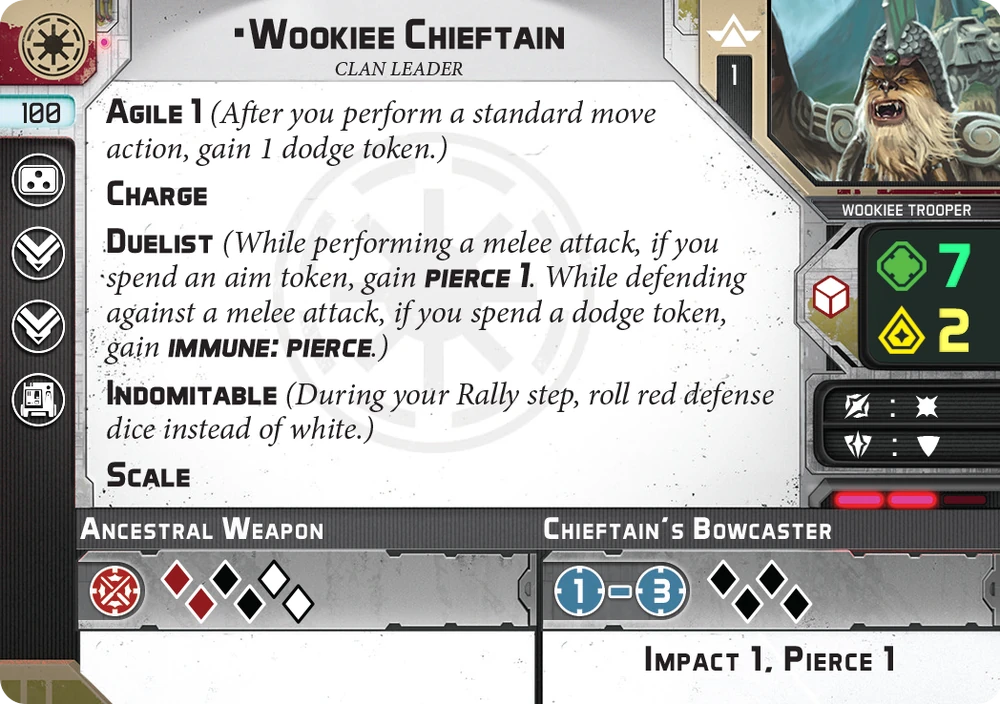 ▪Wookiee Chieftain
CLAN LEADER
1
100
Agile 1 (After you perform a standard move
action, gain 1 dodge token.)
Charge
Duelist (While performing a melee attack, if you
spend an aim token, gain PIERCE 1. While defending
against a melee attack, if you spend a dodge token,
gain IMMUNE: PIERCE.)
Indomitable (During your Rally step, roll red defense
dice instead of white.)
Scale
WOOKIEE TROOPER
7
2
:
:
Ancestral Weapon
Chieftain's Bowcaster
1 - 3
Impact 1, Pierce 1